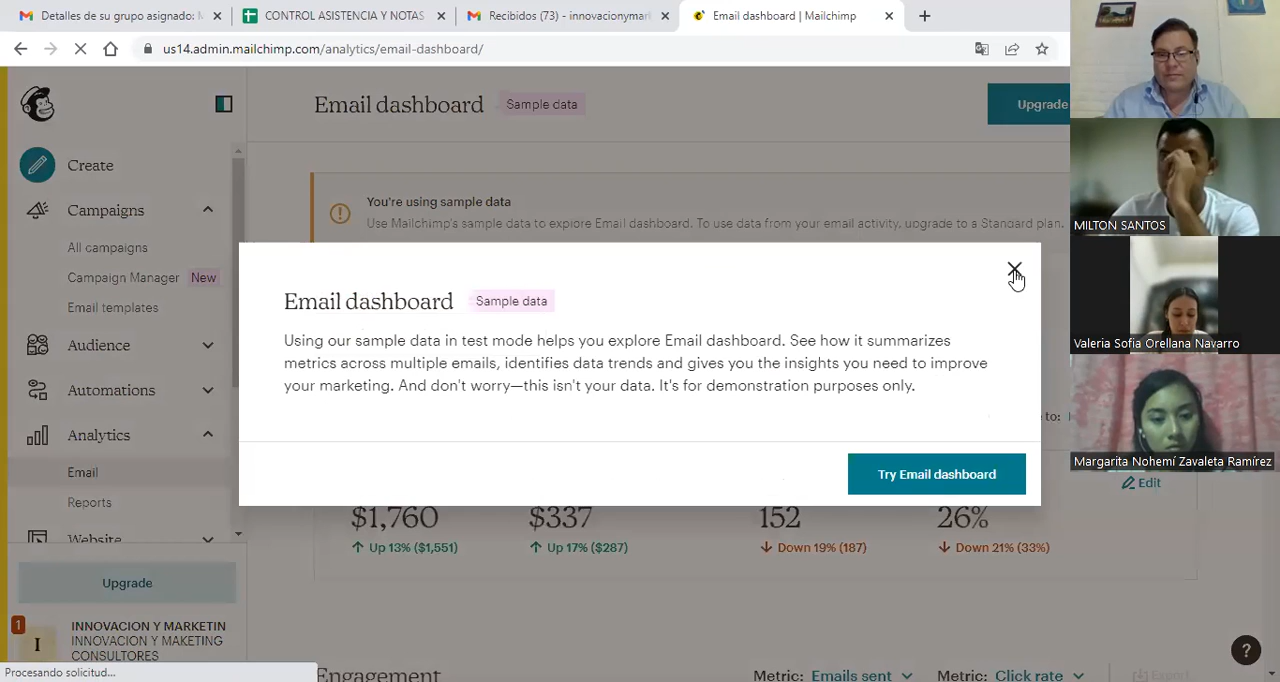 Detalles de su grupo asignado: M
CONTROL ASISTENCIA Y NOTAS
Recibidos (73) - innovacionymar
Email dashboard | Mailchimp
us14.admin.mailchimp.com/analytics/email-dashboard/
Email dashboard
Sample data
Upgrade
Create
Campaigns
All campaigns
Campaign Manager
New
Email templates
Audience
Automations
Analytics
Email
Reports
Website
Upgrade
1
I
INNOVACION Y MARKETIN
INNOVACION Y MAKETING
CONSULTORES
Procesando solicitud...
You're using sample data
Use Mailchimp's sample data to explore Email dashboard. To use data from your email activity, upgrade to a Standard plan.
Email dashboard
Sample data
Using our sample data in test mode helps you explore Email dashboard. See how it summarizes
metrics across multiple emails, identifies data trends and gives you the insights you need to improve
your marketing. And don't worry—this isn't your data. It's for demonstration purposes only.
Try Email dashboard
to:
Edit
$1,760
$337
152
26%
Up 13% ($1,551)
Up 17% ($287)
Down 19% (187)
Down 21% (33%)
Engagement
Metric: Emails sent
Metric: Click rate
Export
?
MILTON SANTOS
Valeria Sofia Orellana Navarro
Margarita Nohemí Zavaleta Ramírez